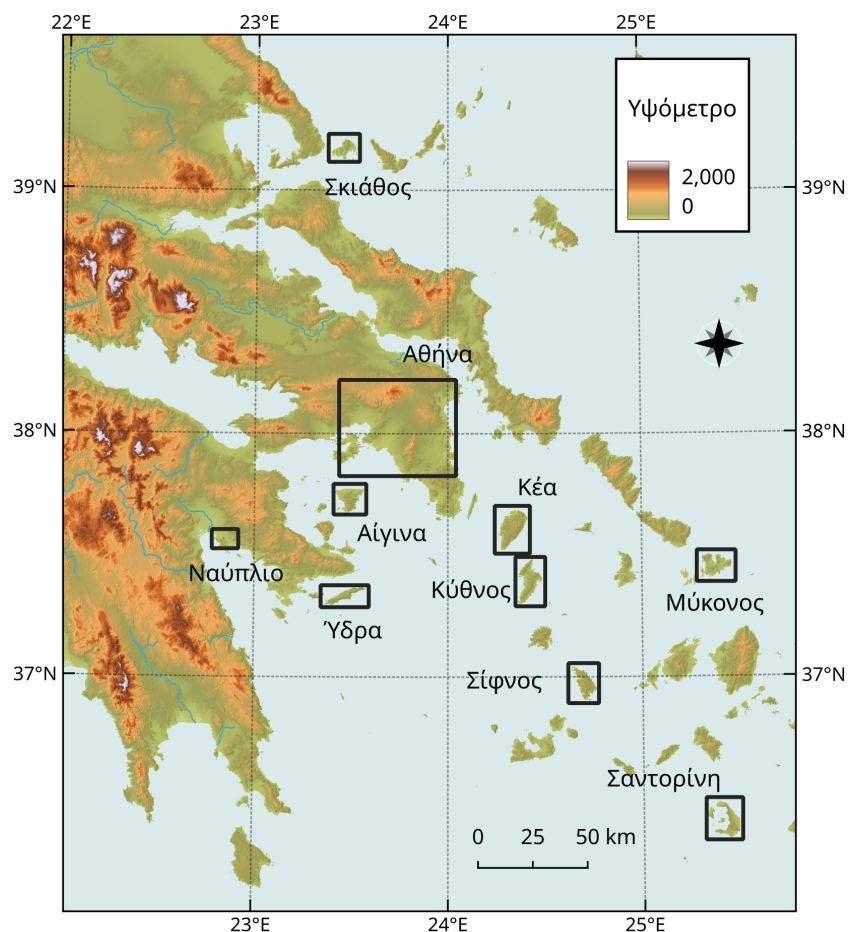 22°E 23°E 24°E 25°E
Υψόμετρο
2,000
0
39°N 39°N
Σκιάθος
Αθήνα
38°N 38°N
Κέα
Αίγινα
Ναύπλιο
Κύθνος
Μύκονος
Ύδρα
37°N 37°N
Σίφνος
Σαντορίνη
0 25 50 km
23°E 24°E 25°E